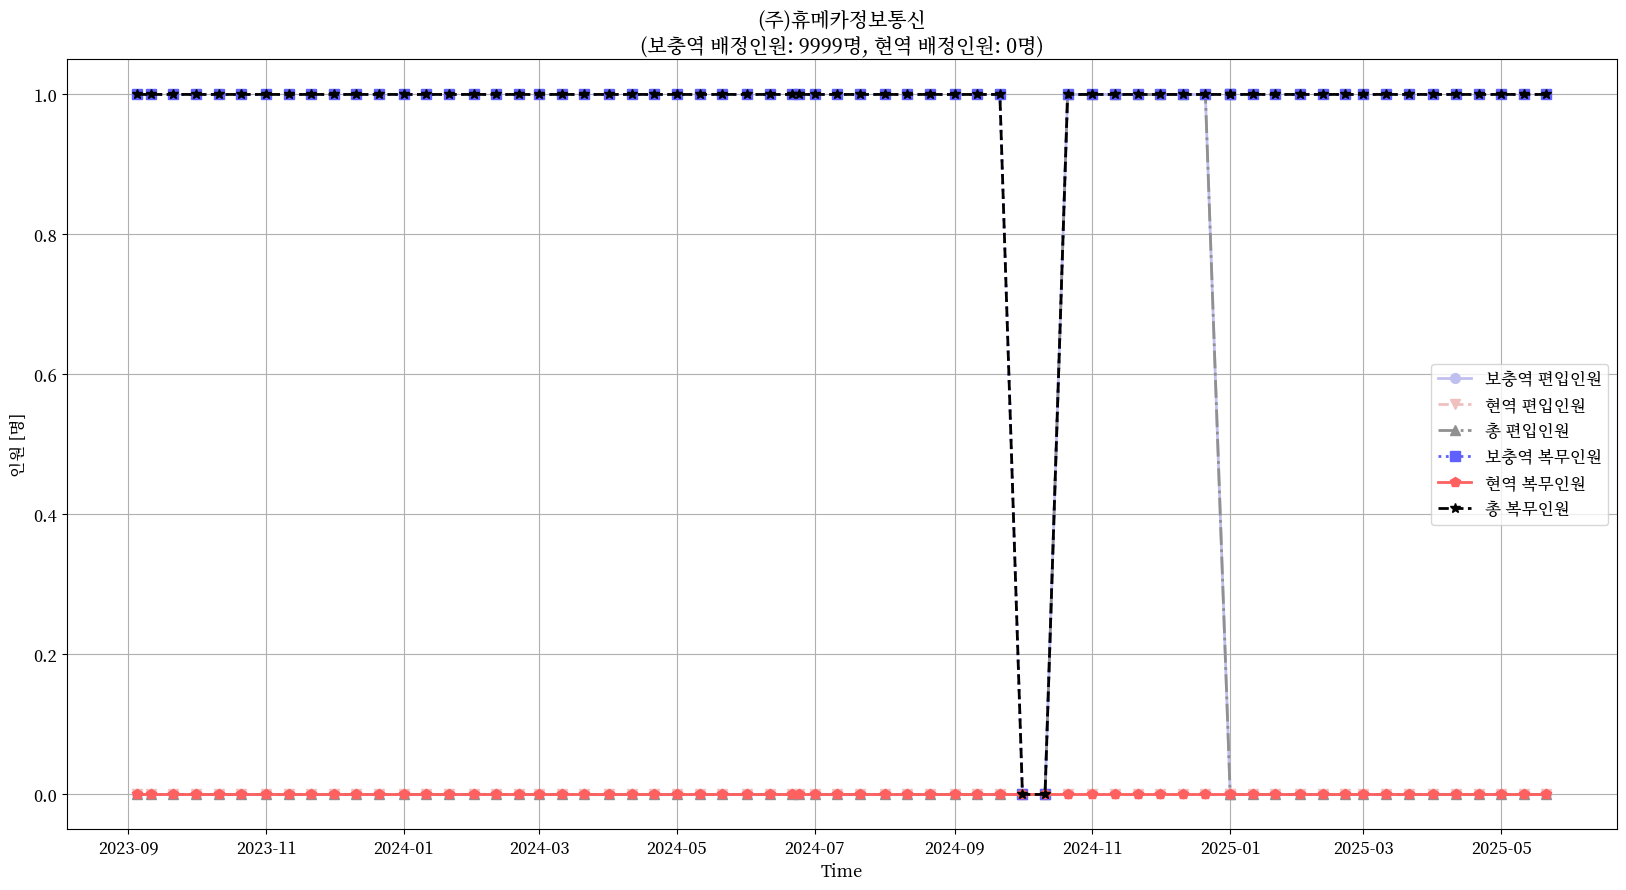 (주)휴메카정보통신
(보충역 배정인원: 9999명, 현역 배정인원: 0명)
인원 [명]
1.0
0.8
0.6
0.4
0.2
0.0
보충역 편입인원
현역 편입인원
총 편입인원
보충역 복무인원
현역 복무인원
총 복무인원
2023-09
2023-11
2024-01
2024-03
2024-05
2024-07
2024-09
2024-11
2025-01
2025-03
2025-05
Time